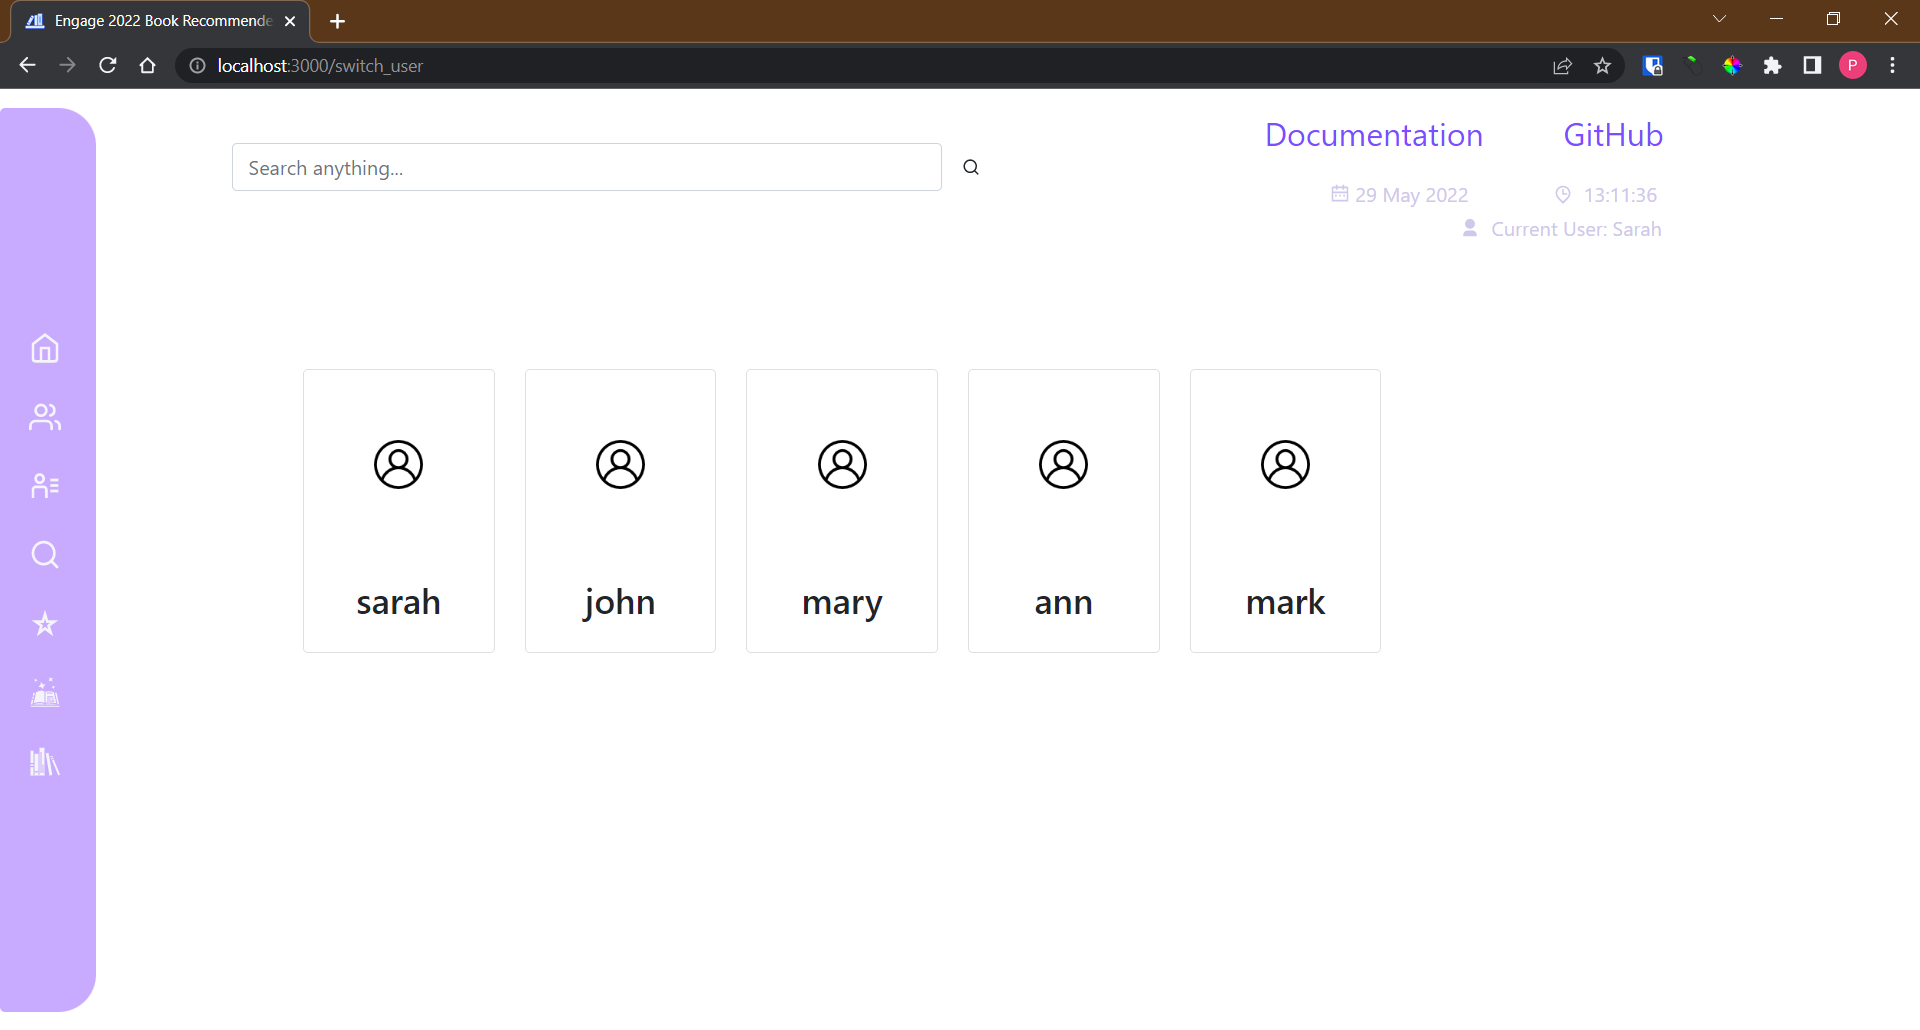 Engage 2022 Book Recommende
localhost:3000/switch_user
P
Documentation GitHub
Search anything...
29 May 2022 13:11:36
Current User: Sarah
sarah john mary ann mark